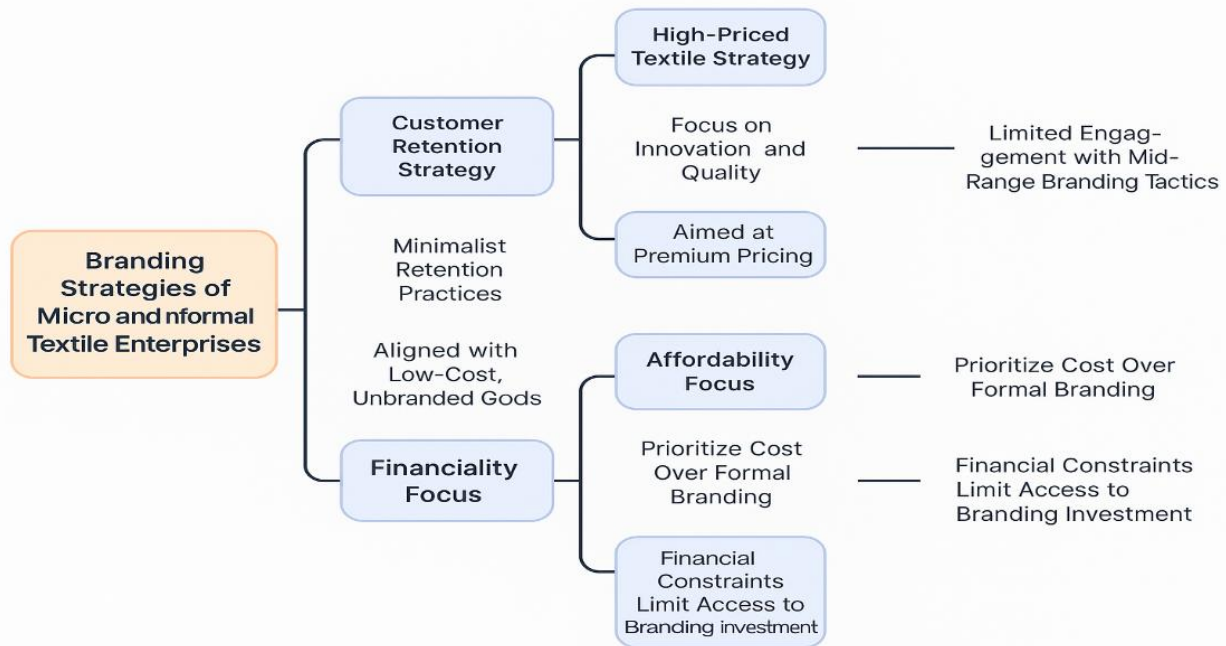 Branding
Strategies of
Micro and nformal
Textile Enterprises
Customer
Retention
Strategy
Minimalist
Retention
Practices
Aligned with
Low-Cost,
Unbranded Gods
Financiality
Focus
High-Priced
Textile Strategy
Focus on
Innovation and
Quality
Aimed at
Premium Pricing
Affordability
Focus
Prioritize Cost
Over Formal
Branding
Financial
Constraints
Limit Access to
Branding investment
Limited Engag-
gement with Mid-
Range Branding Tactics
Prioritize Cost Over
Formal Branding
Financial Constraints
Limit Access to
Branding Investment